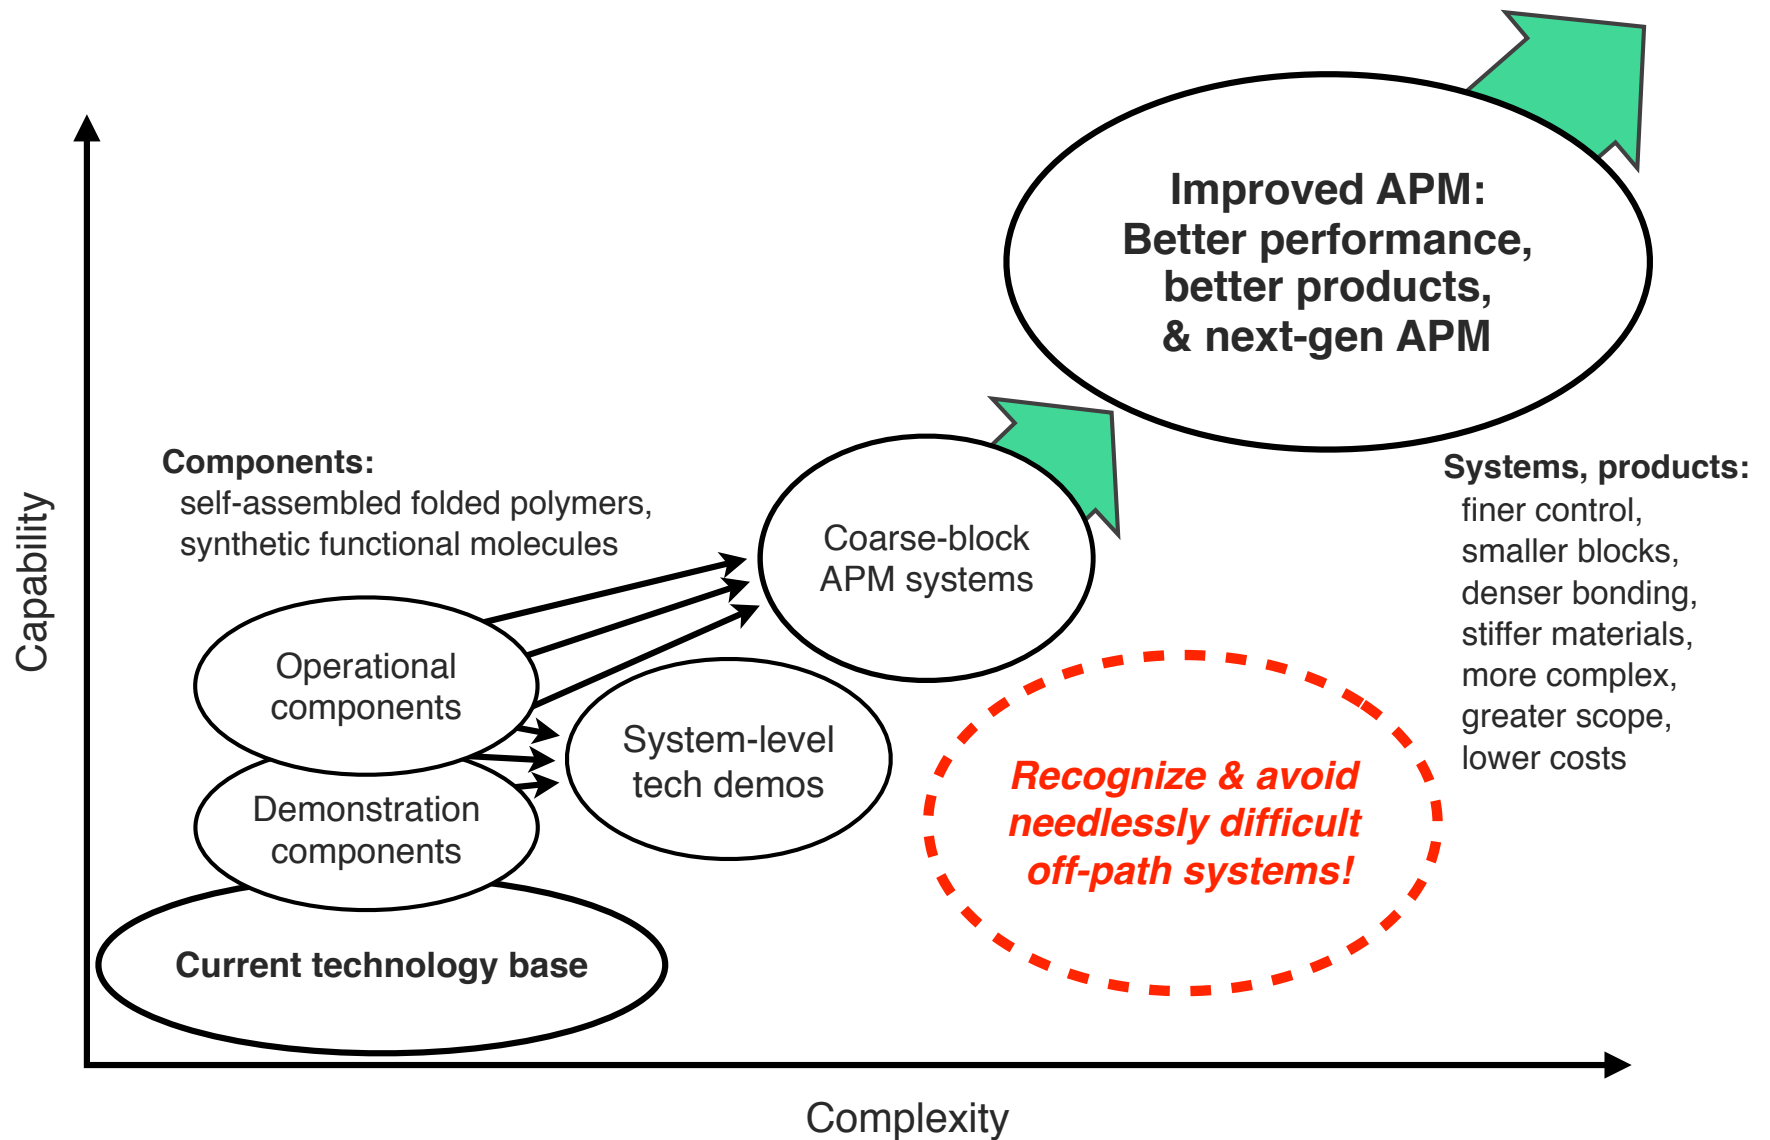 Improved APM:
Better performance,
better products,
& next-gen APM
Components:
self-assembled folded polymers,
synthetic functional molecules
Systems, products:
finer control,
smaller blocks,
denser bonding,
stiffer materials,
more complex,
greater scope,
lower costs
Coarse-block
APM systems
Operational
components
System-level
tech demos
Demonstration
components
Recognize & avoid
needlessly difficult
off-path systems!
Current technology base
Capability
Complexity